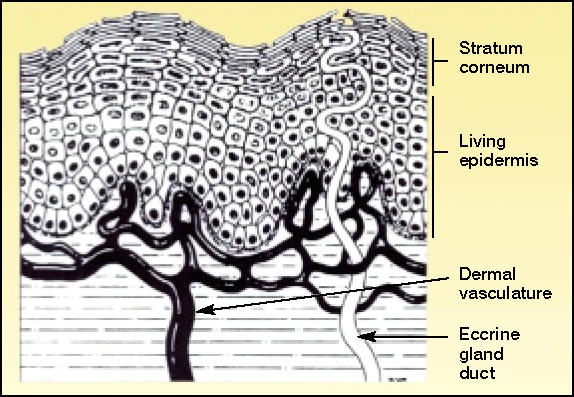 Stratum
corneum
Living
epidermis
Dermal
vasculature
Eccrine
gland
duct